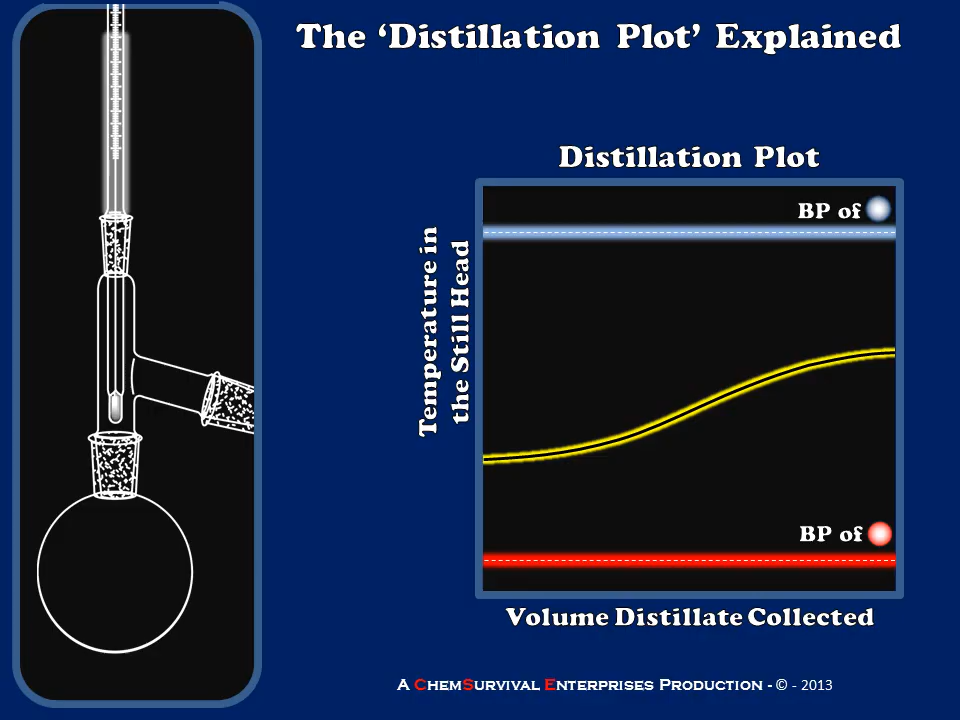 The ‘Distillation Plot’ Explained
Distillation Plot
BP of
Temperature in
the Still Head
BP of
Volume Distillate Collected
A ChemSurvival Enterprises Production - © - 2013